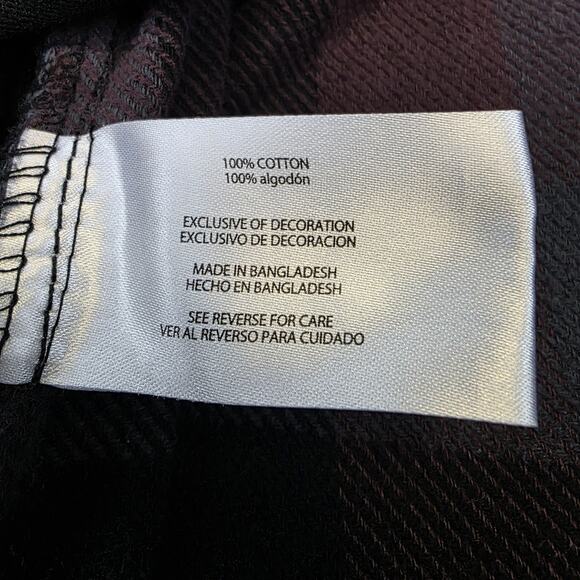 100% COTTON
100% algodón
EXCLUSIVE OF DECORATION
EXCLUSIVO DE DECORACION
MADE IN BANGLADESH
HECHO EN BANGLADESH
SEE REVERSE FOR CARE
VER AL REVERSO PARA CUIDADO